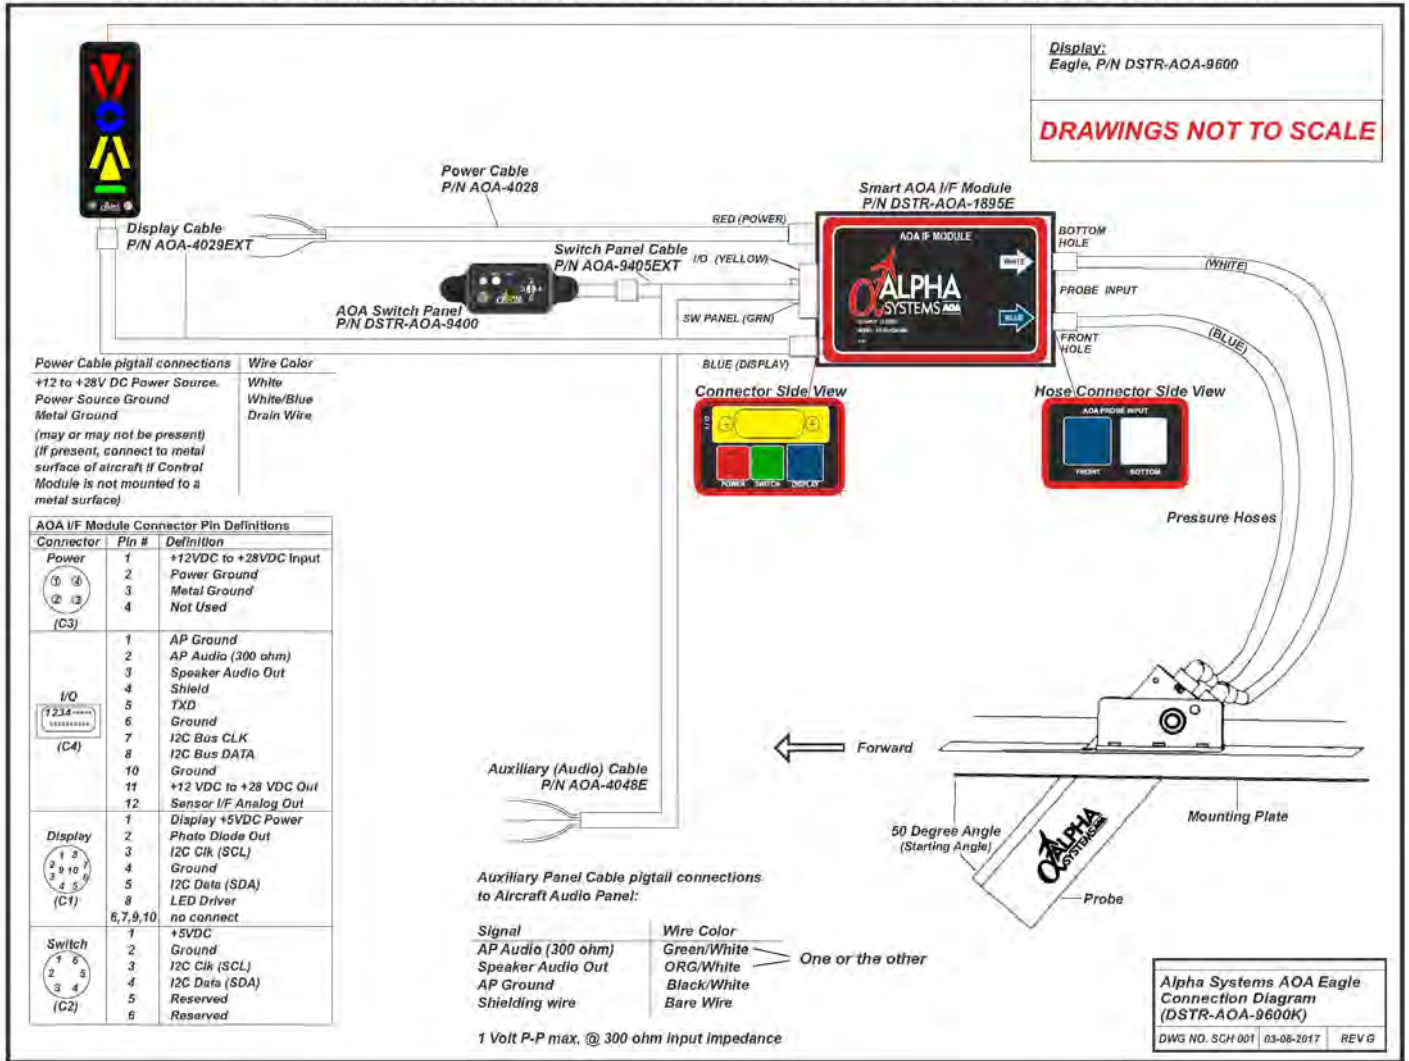 Display:
Eagle, P/N DSTR-AOA-9600
DRAWINGS NOT TO SCALE
Power Cable
P/N AOA-4028
Smart AOA I/F Module
P/N DSTR-AOA-1895E
Display Cable
P/N AOA-4029EXT
RED (POWER)
AOA IF MODULE
BOTTOM
HOLE
Switch Panel Cable
P/N AOA-9405EXT
I/O (YELLOW)
WHITE
(WHITE)
ALPHA
SYSTEMS AOA
PROBE INPUT
AOA Switch Panel
P/N DSTR-AOA-9400
SW PANEL (GRN)
BLUE
FRONT
HOLE
(BLUE)
BLUE (DISPLAY)
Power Cable pigtail connections Wire Color
+12 to +28V DC Power Source. White
Power Source Ground White/Blue
Metal Ground Drain Wire
(may or may not be present)
(If present, connect to metal
surface of aircraft if Control
Module is not mounted to a
metal surface)
Connector Side View
I/O
POWER SWITCH DISPLAY
Hose Connector Side View
AOA PROBE INPUT
FRONT BOTTOM
Pressure Hoses
AOA I/F Module Connector Pin Definitions
Connector Pin # Definition
Power
1 +12VDC to +28VDC Input
2 Power Ground
3 Metal Ground
4 Not Used
1 4
2 3
(C3)
1 AP Ground
2 AP Audio (300 ohm)
3 Speaker Audio Out
4 Shield
I/O
5 TXD
1234
6 Ground
7 I2C Bus CLK
(C4)
8 I2C Bus DATA
10 Ground
11 +12 VDC to +28 VDC Out
12 Sensor I/F Analog Out
1 Display +5VDC Power
Display
2 Photo Diode Out
3 I2C Clk (SCL)
4 Ground
5 I2C Data (SDA)
(C1)
8 LED Driver
6,7,9,10 no connect
1 +5VDC
Switch
2 Ground
3 I2C Clk (SCL)
4 I2C Data (SDA)
5 Reserved
6 Reserved
1 6
2 5
3 4
(C2)
Auxiliary (Audio) Cable
P/N AOA-4048E
Auxiliary Panel Cable pigtail connections
to Aircraft Audio Panel:
Signal Wire Color
AP Audio (300 ohm) Green/White
Speaker Audio Out ORG/White
One or the other
AP Ground Black/White
Shielding wire Bare Wire
1 Volt P-P max, @ 300 ohm input impedance
Forward
50 Degree Angle
(Starting Angle)
ALPHA
SYSTEMS AOA
Mounting Plate
Probe
Alpha Systems AOA Eagle
Connection Diagram
(DSTR-AOA-9600K)
DWG NO. SCH 001 03-06-2017 REV G